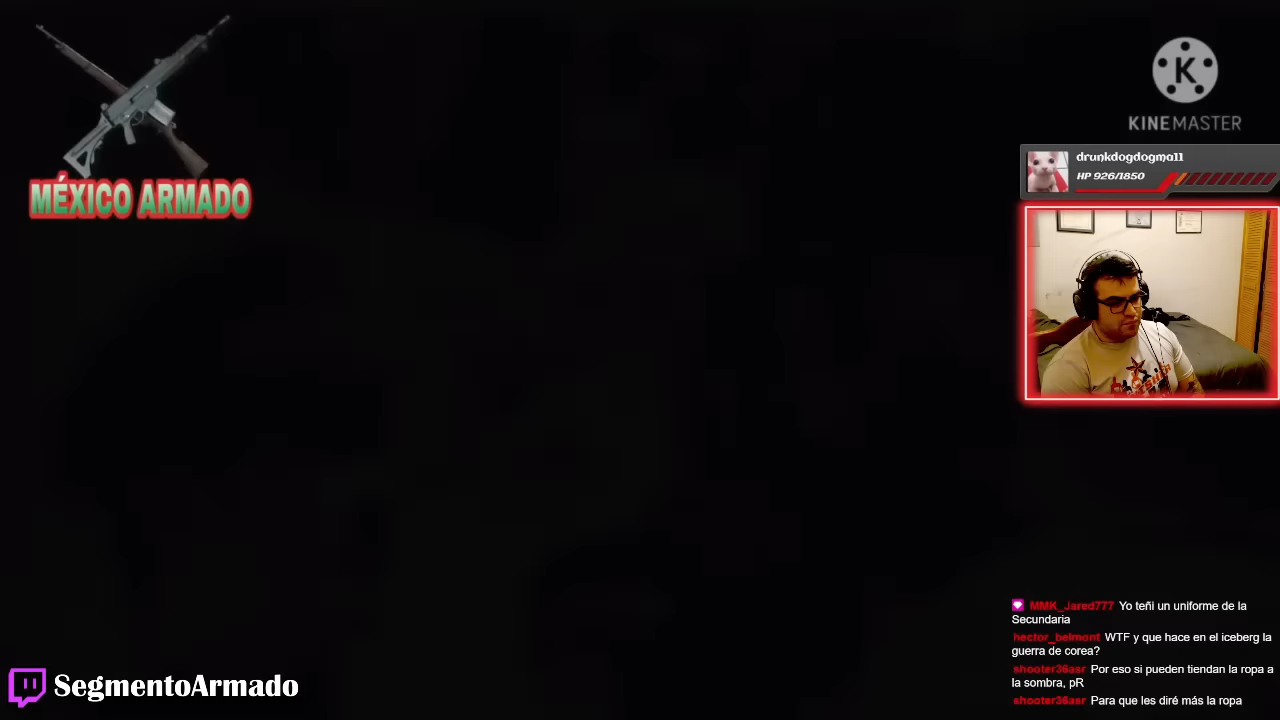 MÉXICO ARMADO
K
KINEMASTER
drunkdogdogma11
HP 926/1850
MMK_Jared777 Yo teñi un uniforme de la
Secundaria
hector_belmont WTF y que hace en el iceberg la
guerra de corea?
shooter36asr Por eso si pueden tiendan la ropa a
la sombra, pR
shooter36asr Para que les diré más la ropa
SegmentoArmado